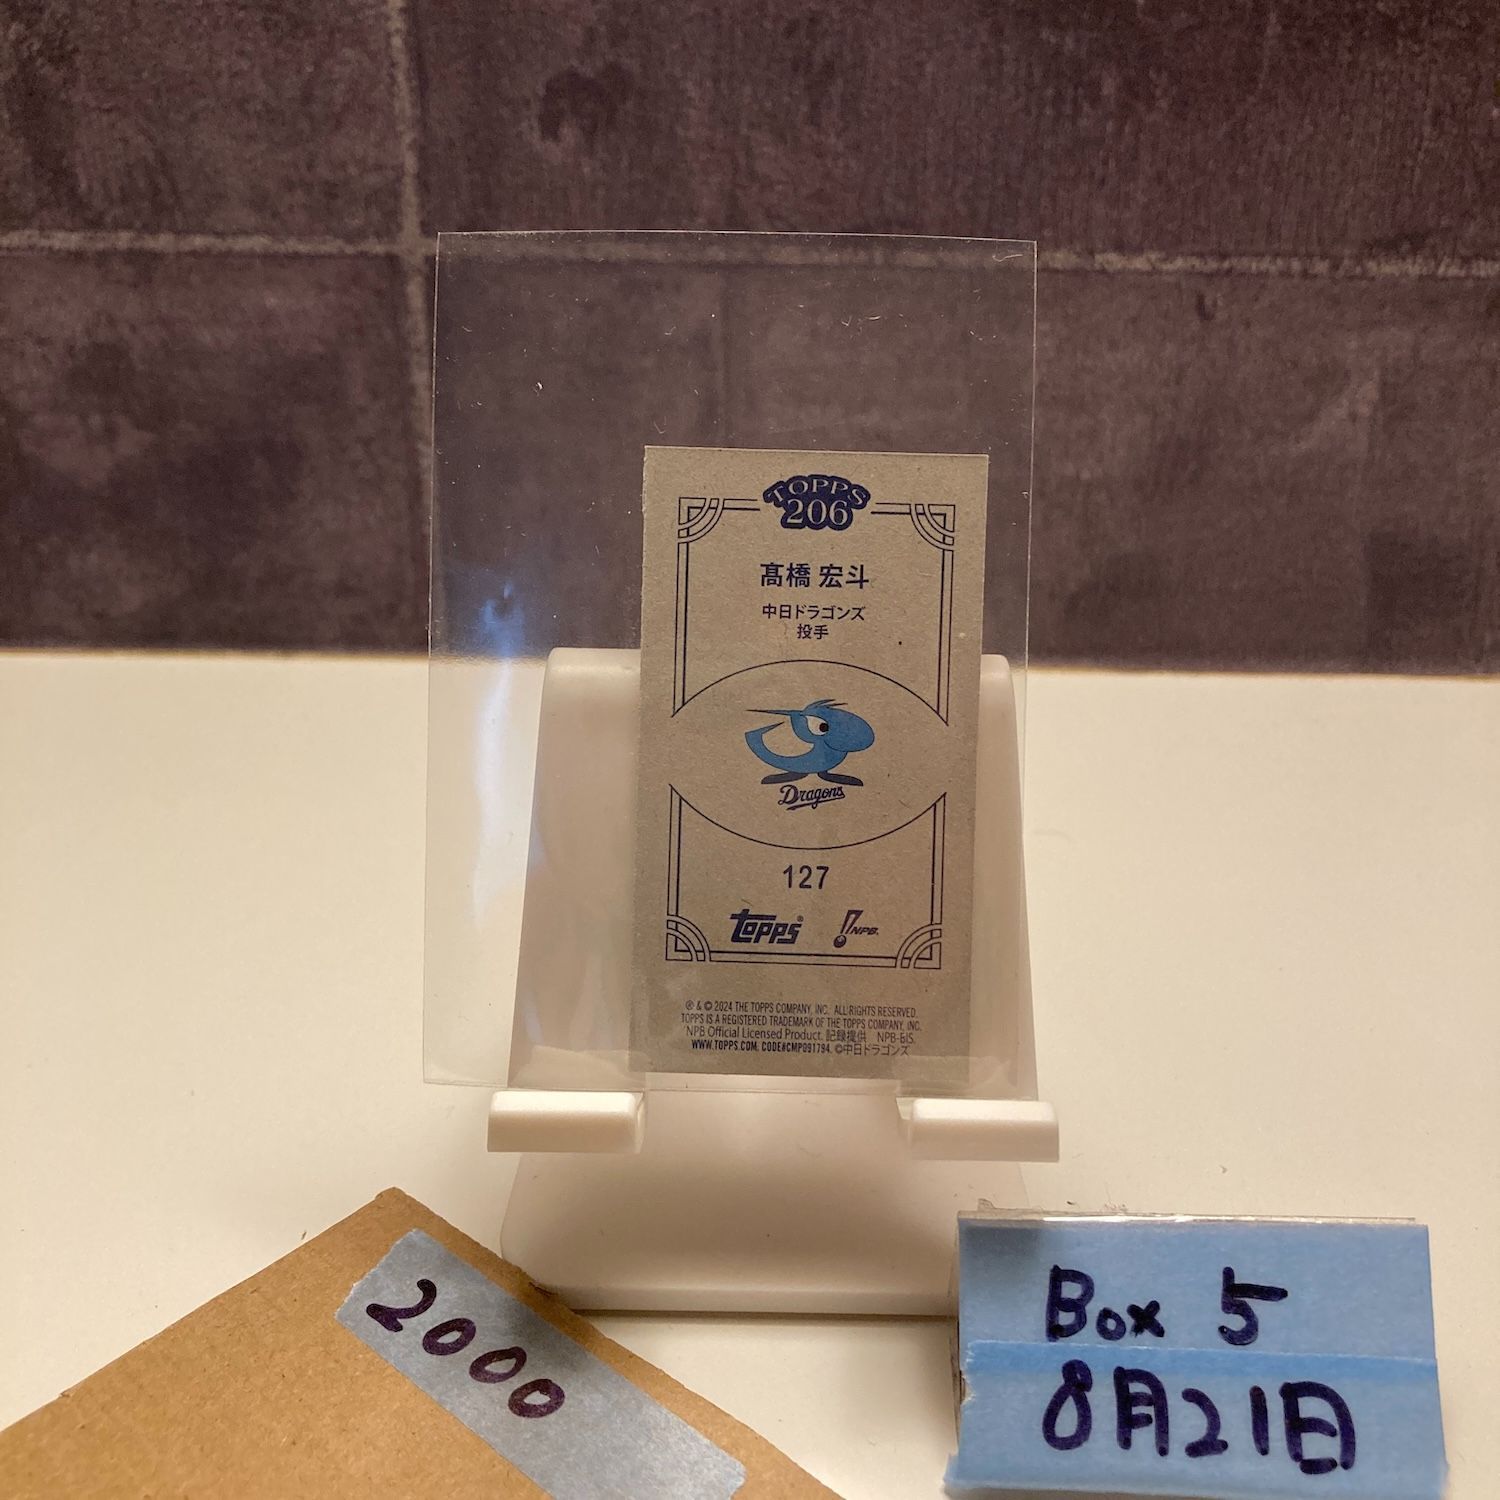 TOPPS
206
髙橋 宏斗
中日ドラゴンズ
投手
Dragons
127
topps® NPB.
® & © 2024 THE TOPPS COMPANY, INC. ALL RIGHTS RESERVED.
TOPPS IS A REGISTERED TRADEMARK OF THE TOPPS COMPANY, INC.
NPB Official Licensed Product. 記録提供 NPB-BIS.
WWW.TOPPS.COM. CODE#CMP091794. ©中日ドラゴンズ
2000
Box 5
8月21日